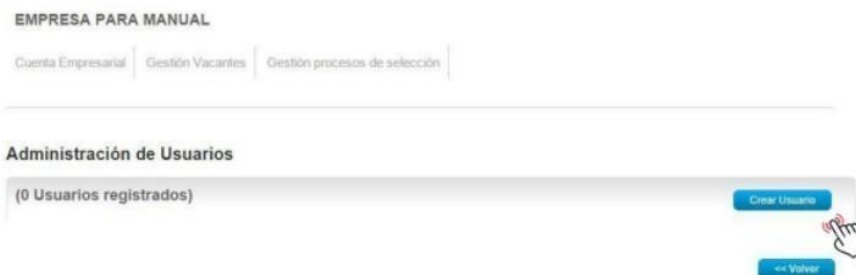 EMPRESA PARA MANUAL
Cuenta Empresarial Gestión Vacantes Gestión procesos de selección
Administración de Usuarios
(0 Usuarios registrados) Crear Usuario
<< Volver